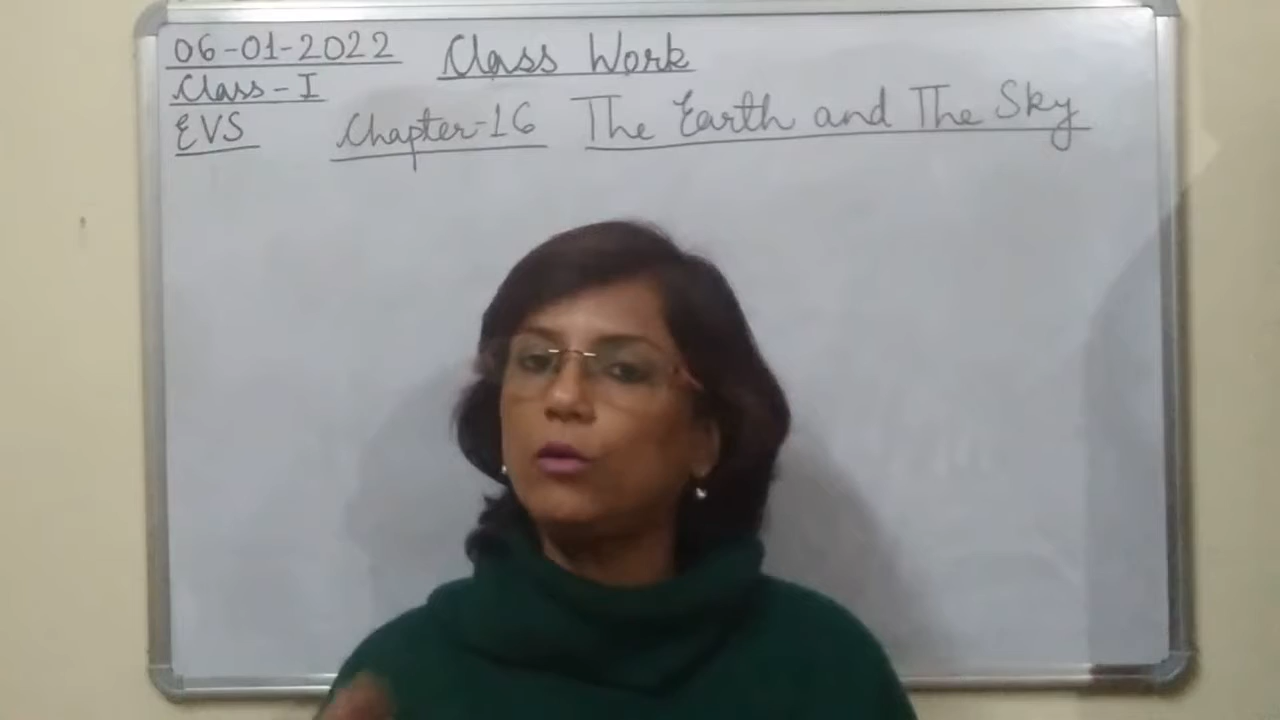 06-01-2022 Class Work
Class-I
EVS Chapter-16 The Earth and The Sky